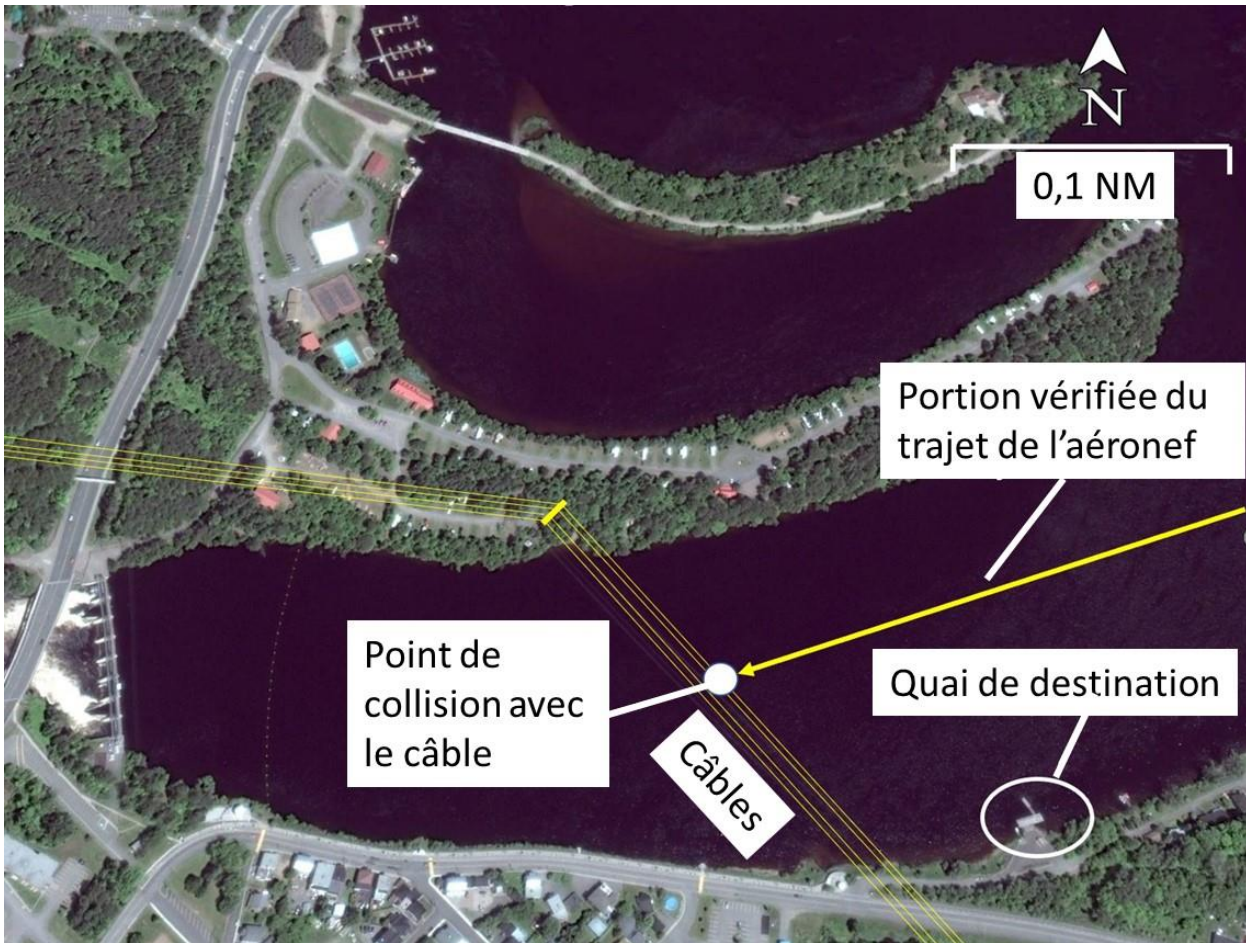 N
0,1 NM
Portion vérifiée du
trajet de l'aéronef
Point de
collision avec
le câble
Quai de destination
Câbles